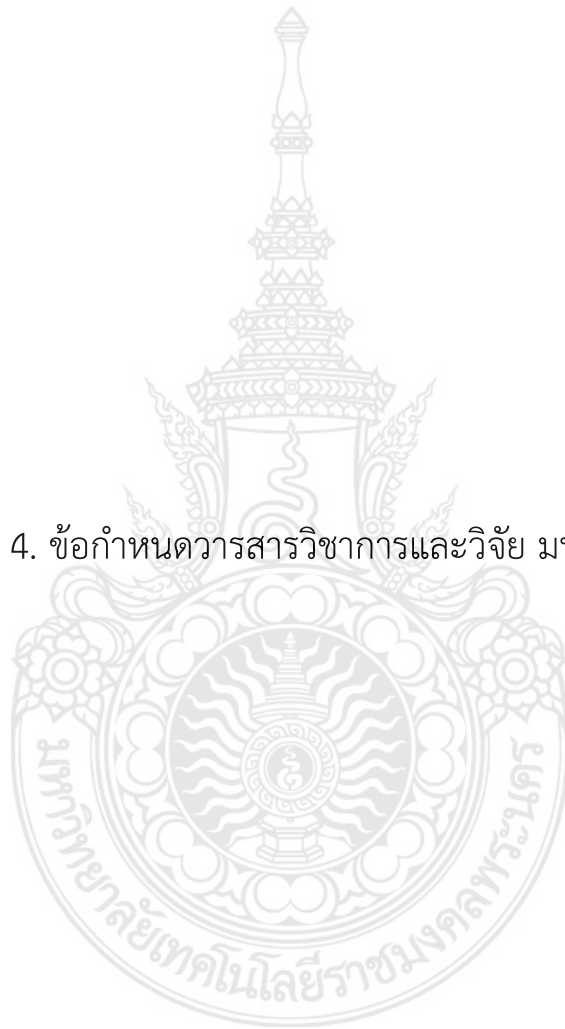 4. ข้อกำหนดวารสารวิชาการและวิจัย
มหาวิทยาลัยเทคโนโลยีราชมงคลพระนคร